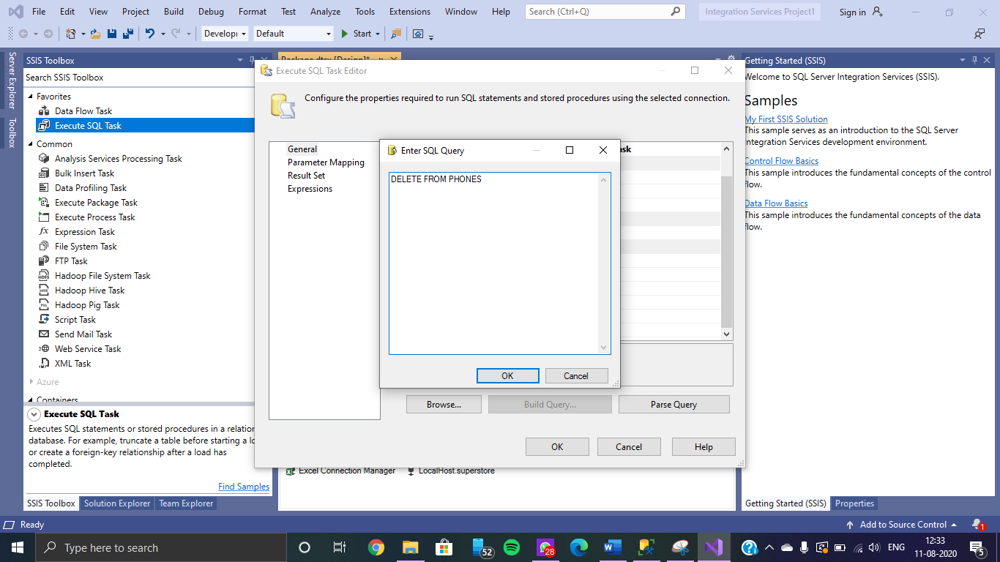 File Edit View Project Build Debug Format Test Analyze Tools Extensions Window Help Search (Ctrl+Q) Integration Services Project1 Sign in
Develop Default Start
Server Explorer
Toolbox
SSIS Toolbox
Search SSIS Toolbox
Favorites
Data Flow Task
Execute SQL Task
Common
Analysis Services Processing Task
Bulk Insert Task
Data Profiling Task
Execute Package Task
Execute Process Task
Expression Task
File System Task
FTP Task
Hadoop File System Task
Hadoop Hive Task
Hadoop Pig Task
Script Task
Send Mail Task
Web Service Task
XML Task
Azure
Containers
Execute SQL Task
Executes SQL statements or stored procedures in a relation
database. For example, truncate a table before starting a lo
or create a foreign-key relationship after a load has
completed.
Find Samples
SSIS Toolbox Solution Explorer Team Explorer
Package.dtsx [Design]*
Execute SQL Task Editor
Configure the properties required to run SQL statements and stored procedures using the selected connection.
General
Parameter Mapping
Result Set
Expressions
ask
Enter SQL Query
DELETE FROM PHONES
OK Cancel
Browse... Build Query... Parse Query
OK Cancel Help
Excel Connection Manager LocalHost.superstore
Getting Started (SSIS)
Welcome to SQL Server Integration Services (SSIS).
Samples
My First SSIS Solution
This sample serves as an introduction to the SQL Server
Integration Services development environment.
Control Flow Basics
This sample introduces the fundamental concepts of the control
flow.
Data Flow Basics
This sample introduces the fundamental concepts of the data
flow.
Getting Started (SSIS) Properties
Ready Add to Source Control 1
Type here to search 52 28 ENG 12:33
11-08-2020 5